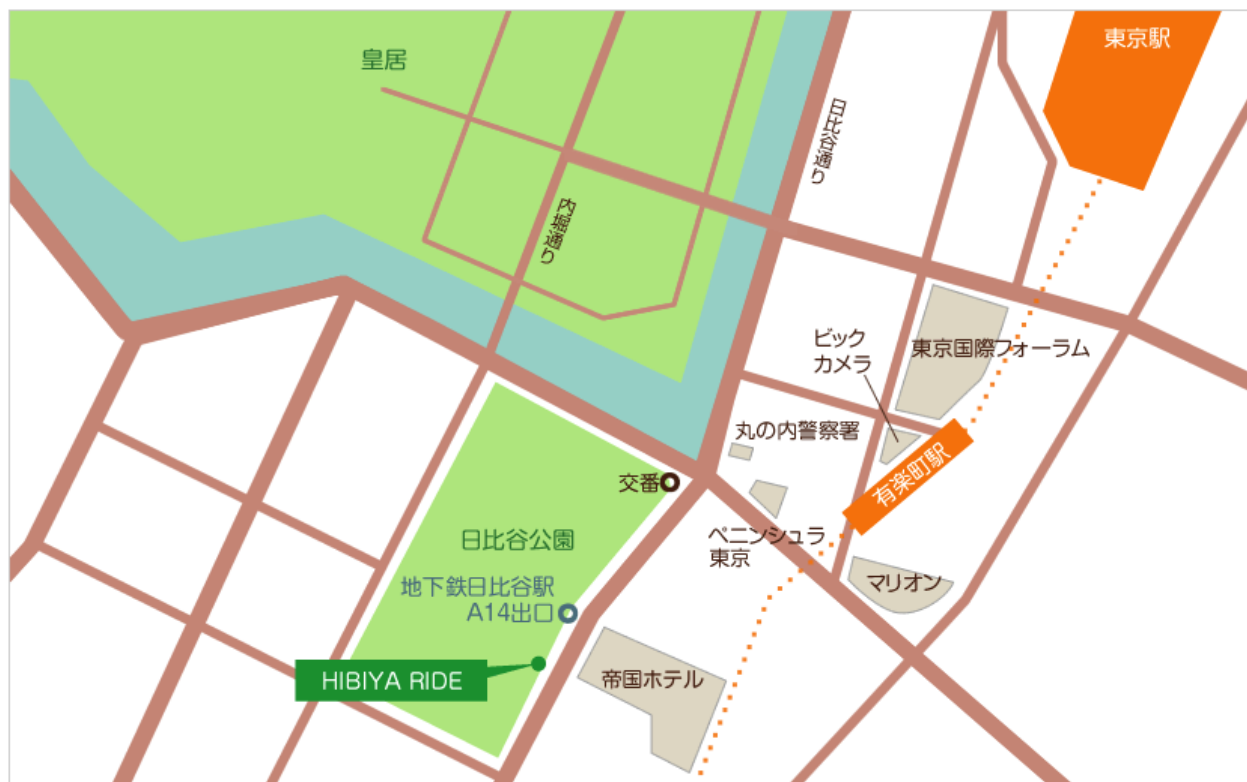 東京駅
皇居
日比谷通り
内堀通り
ビック
カメラ
東京国際フォーラム
丸の内警察署
有楽町駅
交番
ペニンシュラ
東京
日比谷公園
マリオン
地下鉄日比谷駅
A14出口
HIBIYA RIDE
帝国ホテル